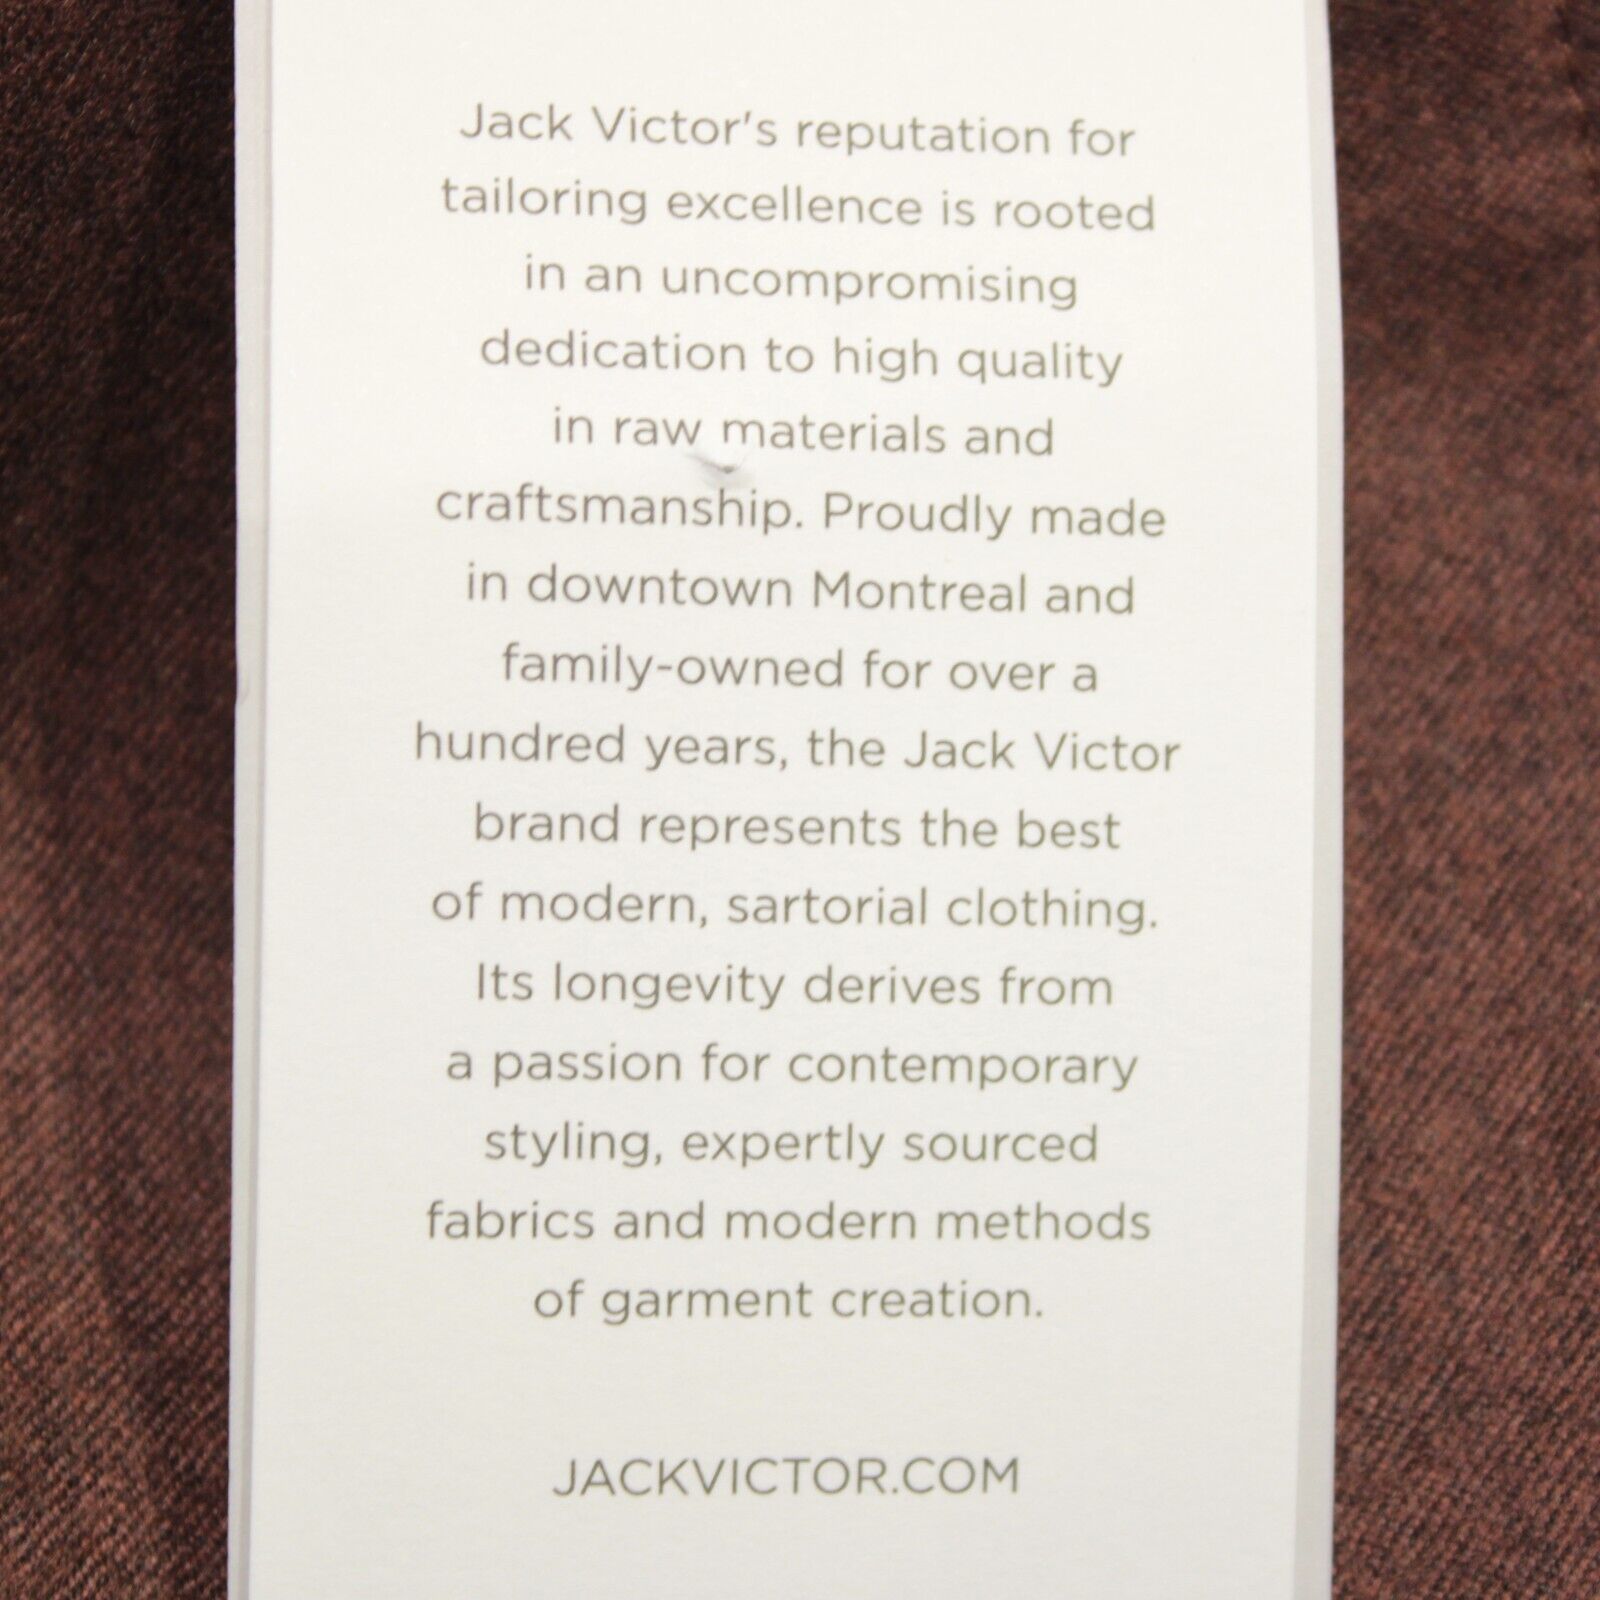 Jack Victor's reputation for
tailoring excellence is rooted
in an uncompromising
dedication to high quality
in raw materials and
craftsmanship. Proudly made
in downtown Montreal and
family-owned for over a
hundred years, the Jack Victor
brand represents the best
of modern, sartorial clothing.
Its longevity derives from
a passion for contemporary
styling, expertly sourced
fabrics and modern methods
of garment creation.
JACKVICTOR.COM